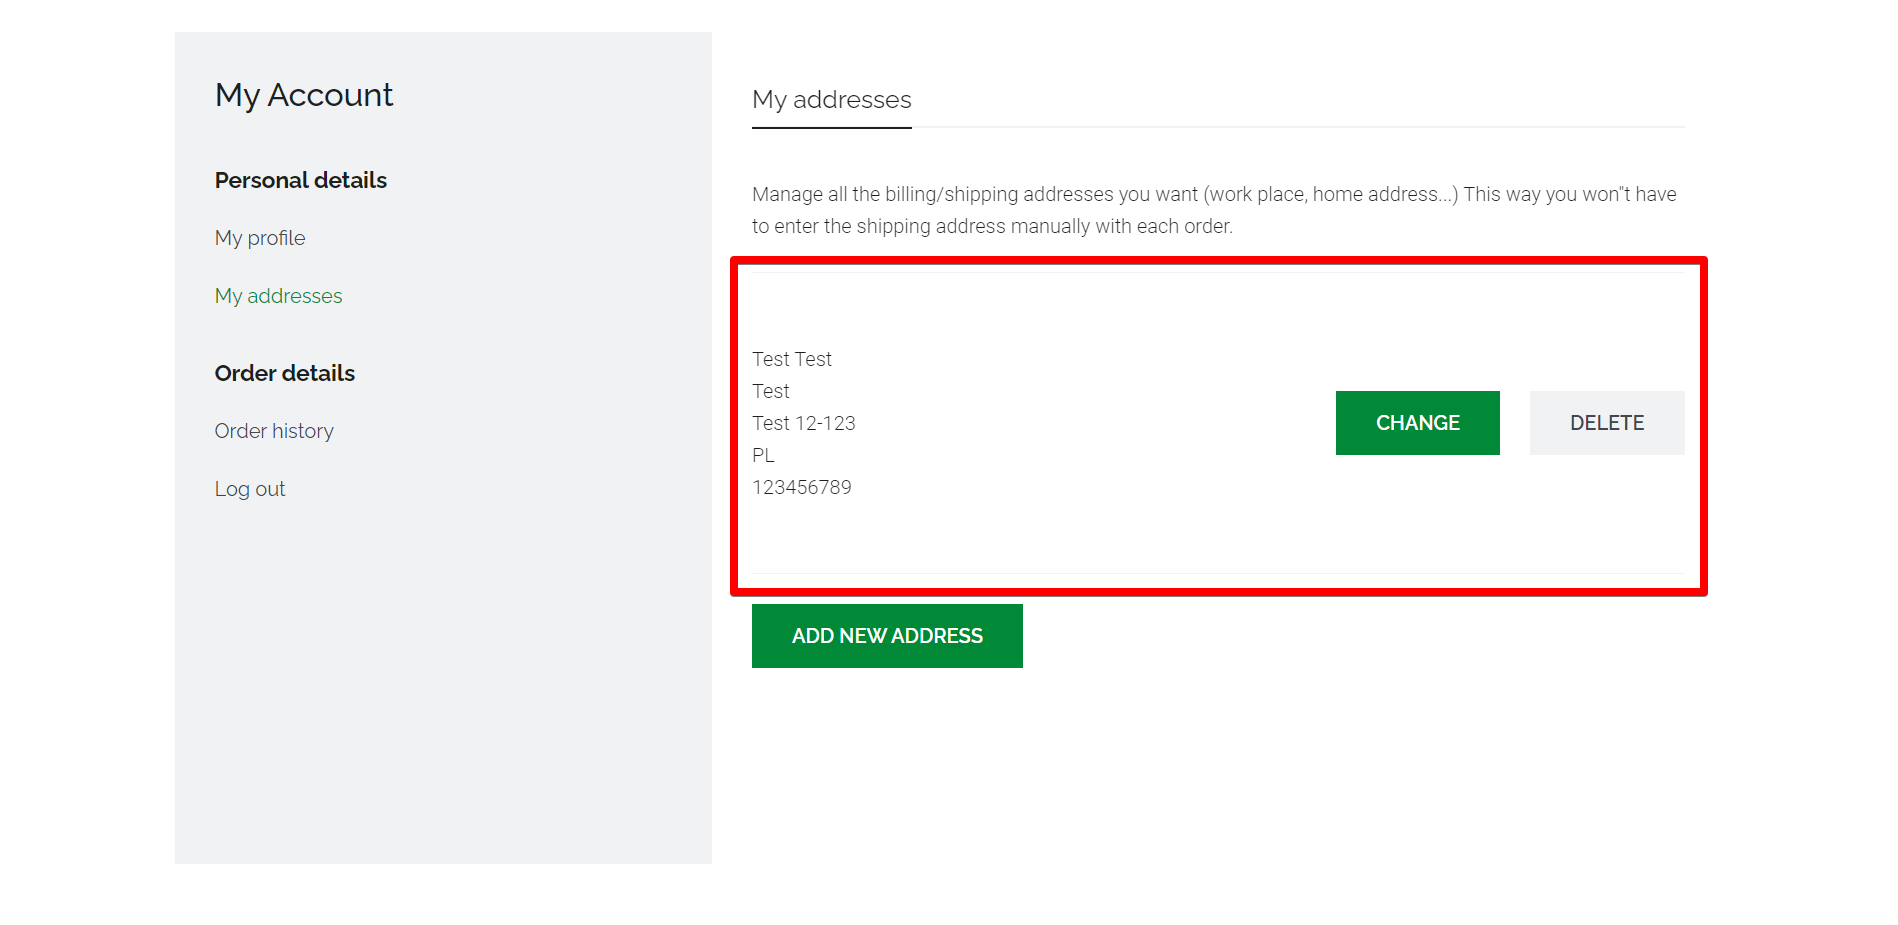 My Account
Personal details
My profile
My addresses
Order details
Order history
Log out
My addresses
Manage all the billing/shipping addresses you want (work place, home address...) This way you won"t have
to enter the shipping address manually with each order.
Test Test
Test
Test 12-123
PL
123456789
CHANGE
DELETE
ADD NEW ADDRESS